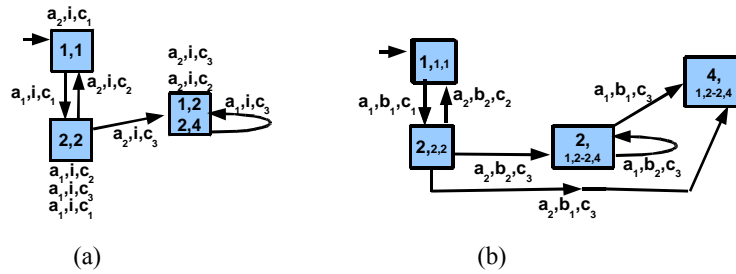 a2,i,c1
1,1
a1,i,c1
a2,i,c2
2,2
a1,i,c2
a1,i,c3
a1,i,c1
a2,i,c3
a2,i,c3
a2,i,c2
1,2
2,4
a1,i,c3
(a)
1,1,1
a1,b1,c1
a2,b2,c2
2,2,2
a2,b2,c3
2,
1,2-2,4
a1,b2,c3
a1,b1,c3
4,
1,2-2,4
a2,b1,c3
(b)